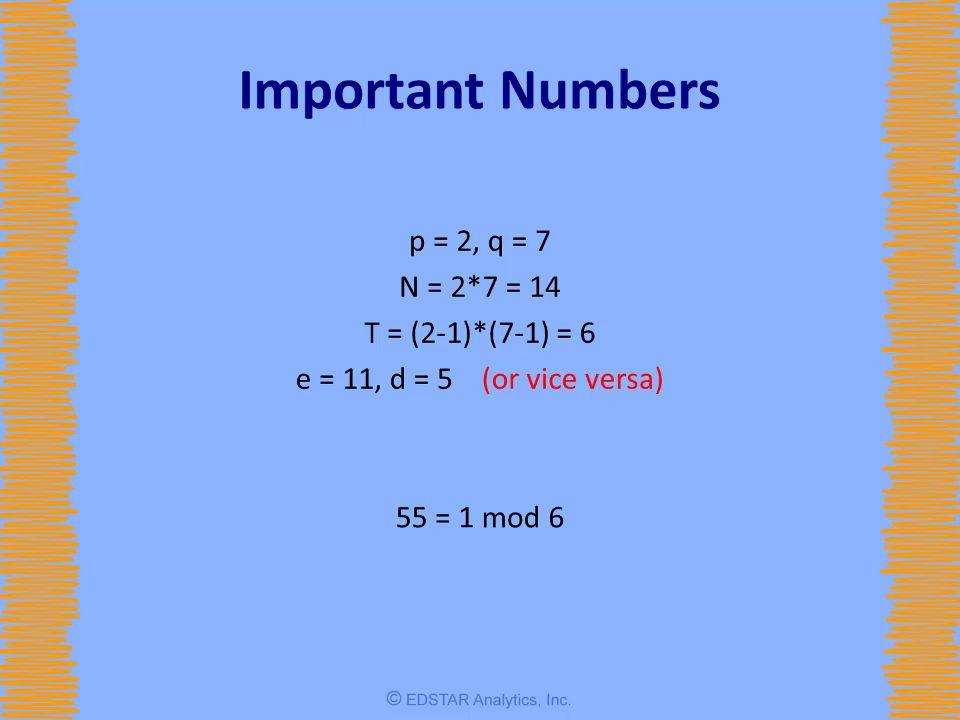 Important Numbers
p = 2, q = 7
N = 2*7 = 14
T = (2-1)*(7-1) = 6
e = 11, d = 5 (or vice versa)
55 = 1 mod 6
© EDSTAR Analytics, Inc.